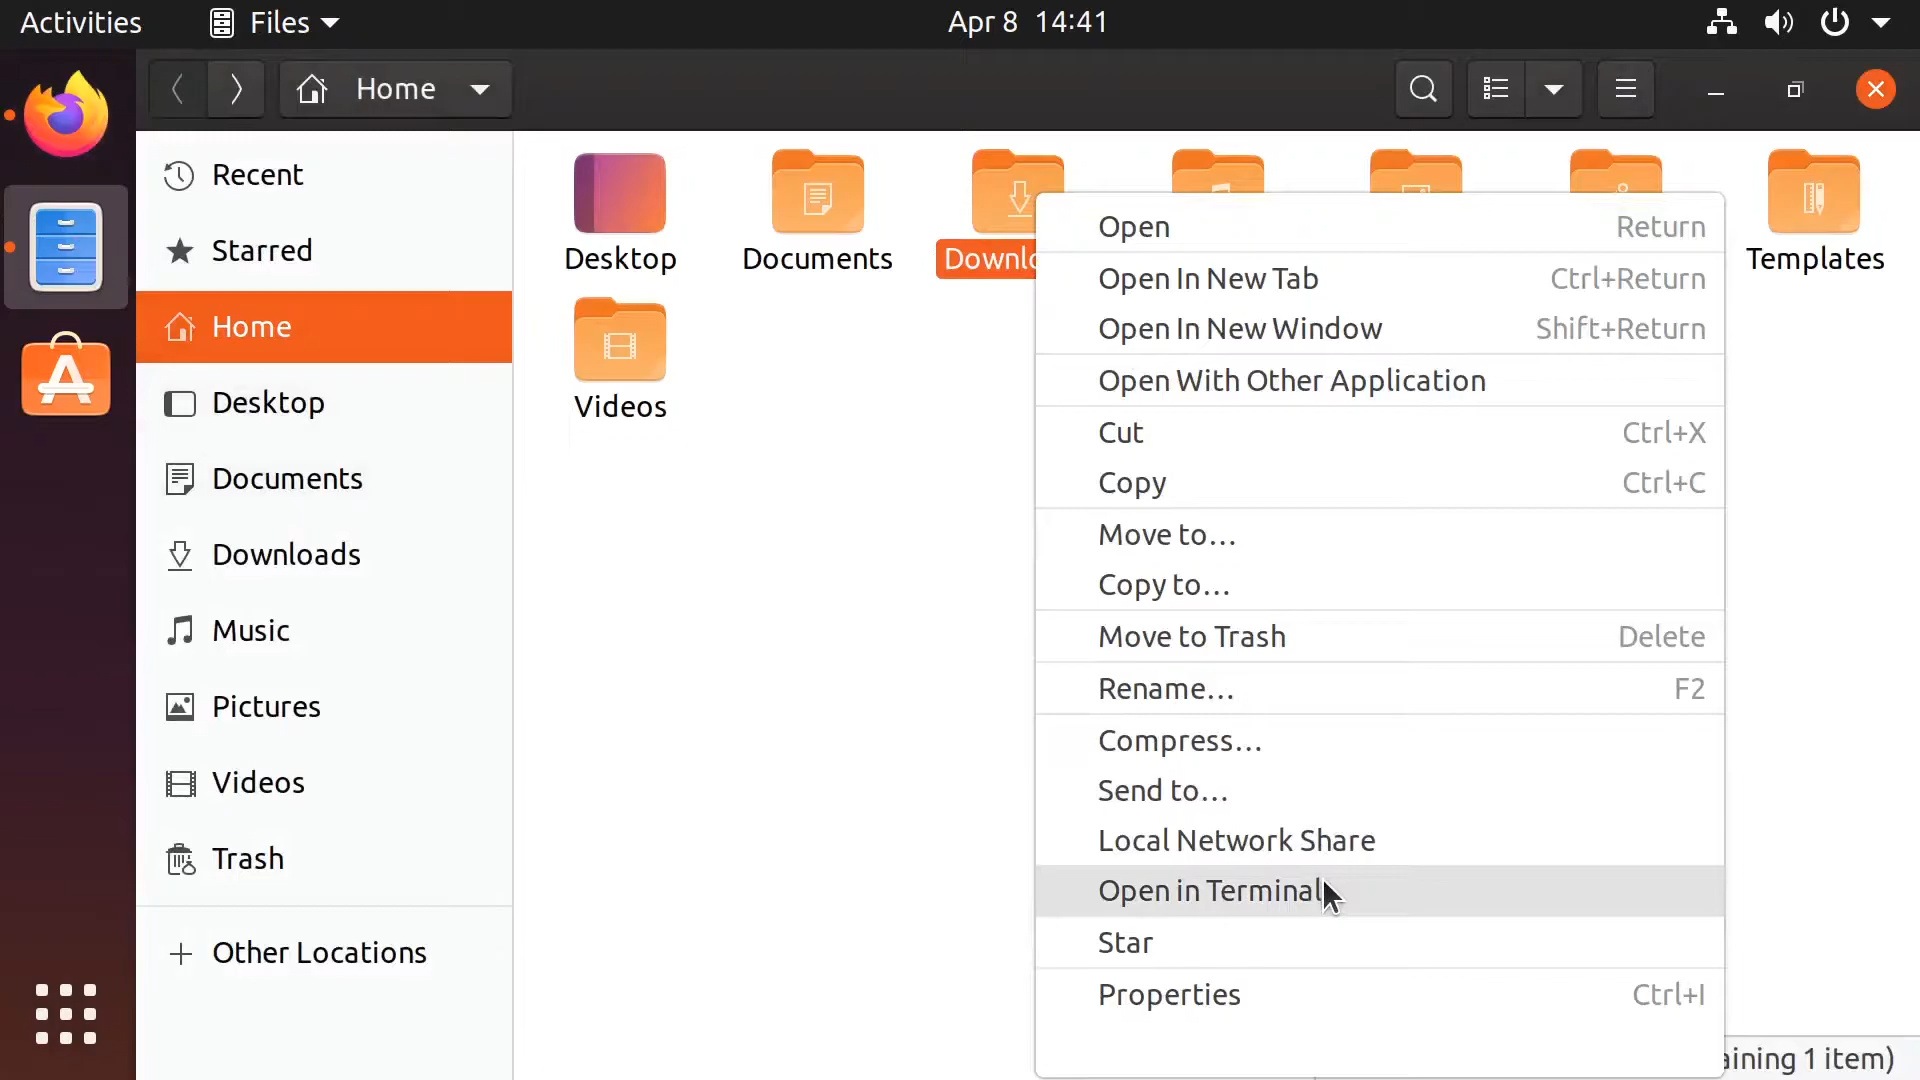 Activities
Files
Apr 8 14:41
Home
Recent
Starred
Home
Desktop
Documents
Downloads
Music
Pictures
Videos
Trash
Other Locations
Desktop
Documents
Templates
Videos
Open Return
Open In New Tab Ctrl+Return
Open In New Window Shift+Return
Open With Other Application
Cut Ctrl+X
Copy Ctrl+C
Move to…
Copy to…
Move to Trash Delete
Rename… F2
Compress…
Send to…
Local Network Share
Open in Terminal
Star
Properties Ctrl+I
1 item)